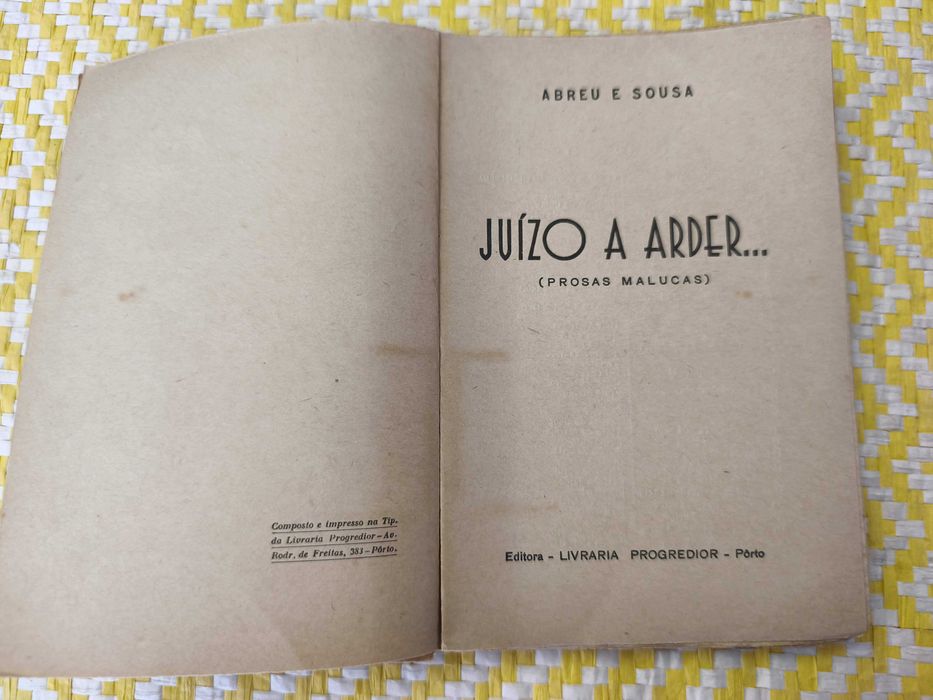 Composto e impresso na Tip.
da Livraria Progredior—Av.
Rodr. de Freitas, 383—Pôrto.
ABREU E SOUSA
JUÍZO A ARDER...
(PROSAS MALUCAS)
Editora - LIVRARIA PROGREDIOR - Pôrto